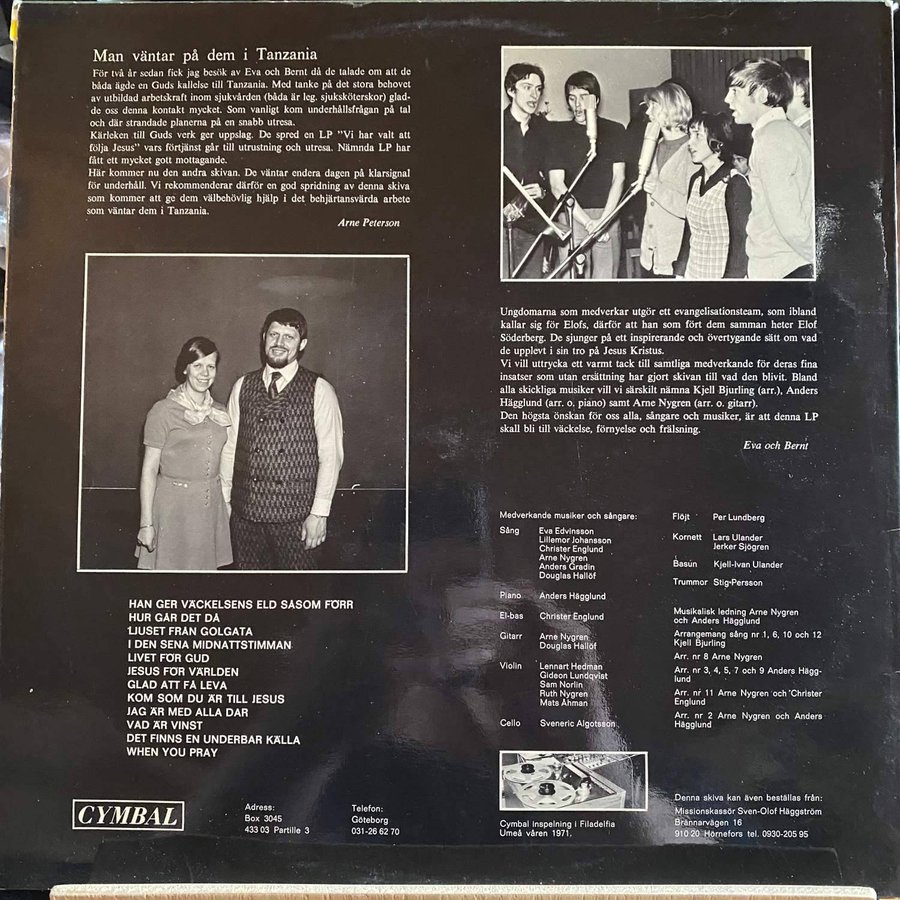 Man väntar på dem i Tanzania
För två år sedan fick jag besök av Eva och Bernt då de talade om att de
båda ägde en Guds kallelse till Tanzania. Med tanke på det stora behovet
av utbildad arbetskraft inom sjukvården (båda är leg. sjuksköterskor) glad-
de oss denna kontakt mycket. Som vanligt kom underhållsfrågan på tal
och där strandade planerna på en snabb utresa.
Kärleken till Guds verk ger uppslag. De spred en LP "Vi har valt att
följa Jesus" vars förtjänst går till utrustning och utresa. Nämnda LP har
fått ett mycket gott mottagande.
Här kommer nu den andra skivan. De väntar endera dagen på klarsignal
för underhåll. Vi rekommenderar därför en god spridning av denna skiva
som kommer att ge dem välbehövlig hjälp i det behjärtansvärda arbete
som väntar dem i Tanzania.
Arne Peterson
Ungdomarna som medverkar utgör ett evangelisationsteam, som ibland
kallar sig för Elofs, därför att han som fört dem samman heter Elof
Söderberg. De sjunger på ett inspirerande och övertygande sätt om vad
de upplevt i sin tro på Jesus Kristus.
Vi vill uttrycka ett varmt tack till samtliga medverkande för deras fina
insatser som utan ersättning har gjort skivan till vad den blivit. Bland
alla skickliga musiker vill vi särskilt nämna Kjell Bjurling (arr.), Anders
Hägglund (arr. o. piano) samt Arne Nygren (arr. o. gitarr).
Den högsta önskan för oss alla, sångare och musiker, är att denna LP
skall bli till väckelse, förnyelse och frälsning.
Eva och Bernt
HAN GER VÄCKELSENS ELD SÅSOM FÖRR
HUR GÅR DET DÅ
LJUSET FRÅN GOLGATA
I DEN SENA MIDNATTSTIMMAN
LIVET FÖR GUD
JESUS FÖR VÄRLDEN
GLAD ATT FÅ LEVA
KOM SOM DU ÄR TILL JESUS
JAG ÄR MED ALLA DAR
VAD ÄR VINST
DET FINNS EN UNDERBAR KÄLLA
WHEN YOU PRAY
Medverkande musiker och sångare:
Sång Eva Edvinsson
Lillemor Johansson
Christer Englund
Arne Nygren
Anders Gradin
Douglas Hallöf
Piano Anders Hägglund
El-bas Christer Englund
Gitarr Arne Nygren
Douglas Hallöf
Violin Lennart Hedman
Gideon Lundqvist
Sam Norlin
Ruth Nygren
Mats Åhman
Cello Sveneric Algotsson
Flöjt Per Lundberg
Kornett Lars Ulander
Jerker Sjögren
Basun Kjell-Ivan Ulander
Trummor Stig Persson
Musikalisk ledning Arne Nygren
och Anders Hägglund
Arrangemang sång nr 1, 6, 10 och 12
Kjell Bjurling
Arr. nr 8 Arne Nygren
Arr. nr 3, 4, 5, 7 och 9 Anders Hägg-
lund
Arr. nr 11 Arne Nygren och Christer
Englund
Arr. nr 2 Arne Nygren och Anders
Hägglund
CYMBAL
Adress:
Box 3045
433 03 Partille 3
Telefon:
Göteborg
031-26 62 70
Cymbal inspelning i Filadelfia
Umeå våren 1971.
Denna skiva kan även beställas från:
Missionskassör Sven-Olof Häggström
Brännarvägen 16
910 20 Hörnefors tel. 0930-205 95